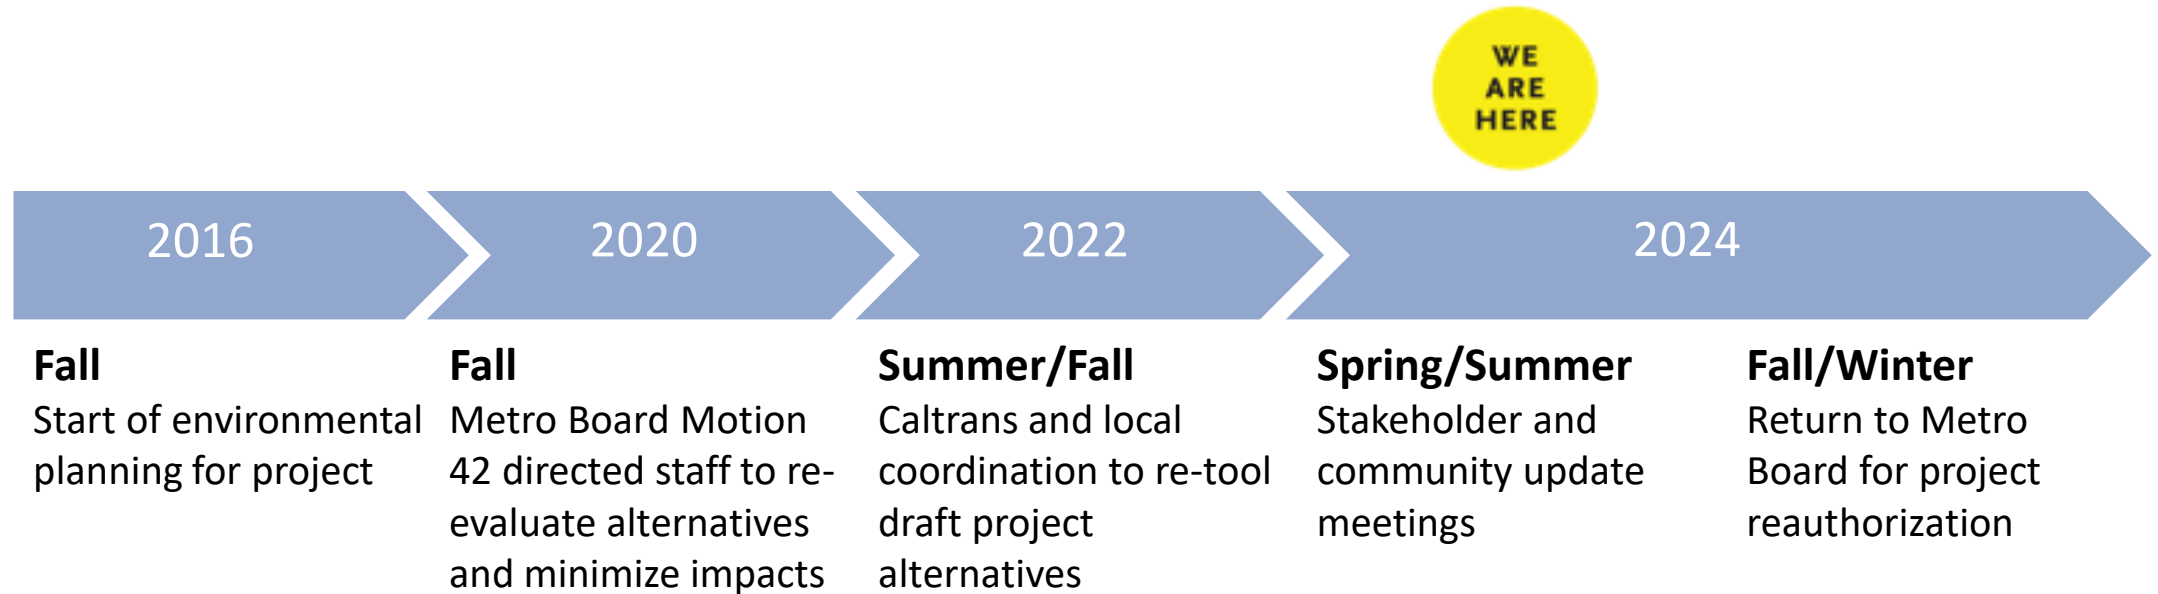 WE
ARE
HERE
2016
2020
2022
2024
Fall
Start of environmental
planning for project
Fall
Metro Board Motion
42 directed staff to re-
evaluate alternatives
and minimize impacts
Summer/Fall
Caltrans and local
coordination to re-tool
draft project
alternatives
Spring/Summer
Stakeholder and
community update
meetings
Fall/Winter
Return to Metro
Board for project
reauthorization